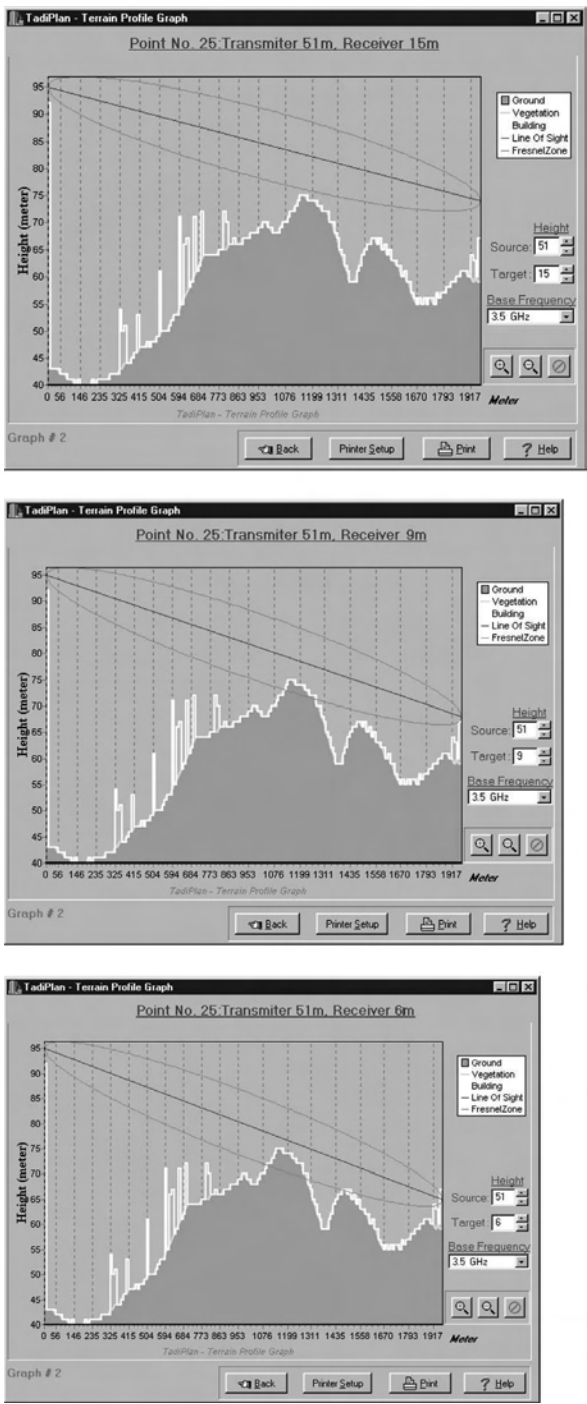 TadiPlan - Terrain Profile Graph
Point No. 25:Transmiter 51m, Receiver 15m
Height (meter)
95
90
85
80
75
70
65
60
55
50
45
40
0 56 146 235 325 415 504 594 684 773 863 953 1076 1199 1311 1435 1558 1670 1793 1917
Meter
TadiPlan - Terrain Profile Graph
Ground
Vegetation
Building
Line Of Sight
FresnelZone
Height
Source: 51
Target: 15
Base Frequency
3.5 GHz
Graph # 2
Back
Printer Setup
Print
? Help
TadiPlan - Terrain Profile Graph
Point No. 25:Transmiter 51m, Receiver 9m
Height (meter)
95
90
85
80
75
70
65
60
55
50
45
40
0 56 146 235 325 415 504 594 684 773 863 953 1076 1199 1311 1435 1558 1670 1793 1917
Meter
TadiPlan - Terrain Profile Graph
Ground
Vegetation
Building
Line Of Sight
FresnelZone
Height
Source: 51
Target: 9
Base Frequency
3.5 GHz
Graph # 2
Back
Printer Setup
Print
? Help
TadiPlan - Terrain Profile Graph
Point No. 25:Transmiter 51m, Receiver 6m
Height (meter)
95
90
85
80
75
70
65
60
55
50
45
40
0 56 146 235 325 415 504 594 684 773 863 953 1076 1199 1311 1435 1558 1670 1793 1917
Meter
TadiPlan - Terrain Profile Graph
Ground
Vegetation
Building
Line Of Sight
FresnelZone
Height
Source: 51
Target: 6
Base Frequency
3.5 GHz
Graph # 2
Back
Printer Setup
Print
? Help